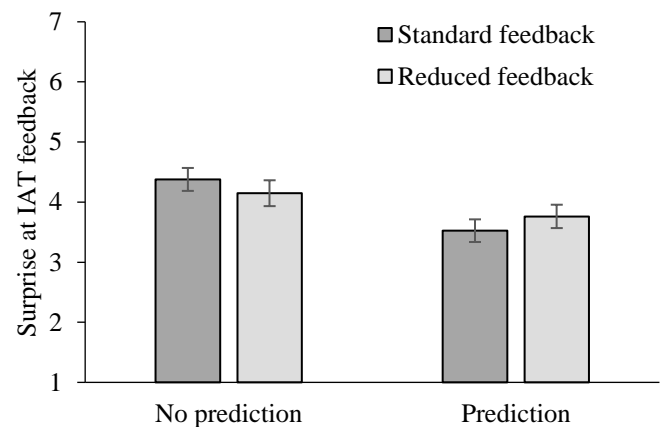 7
6
5
4
3
2
1
Surprise at IAT feedback
Standard feedback
Reduced feedback
No prediction
Prediction